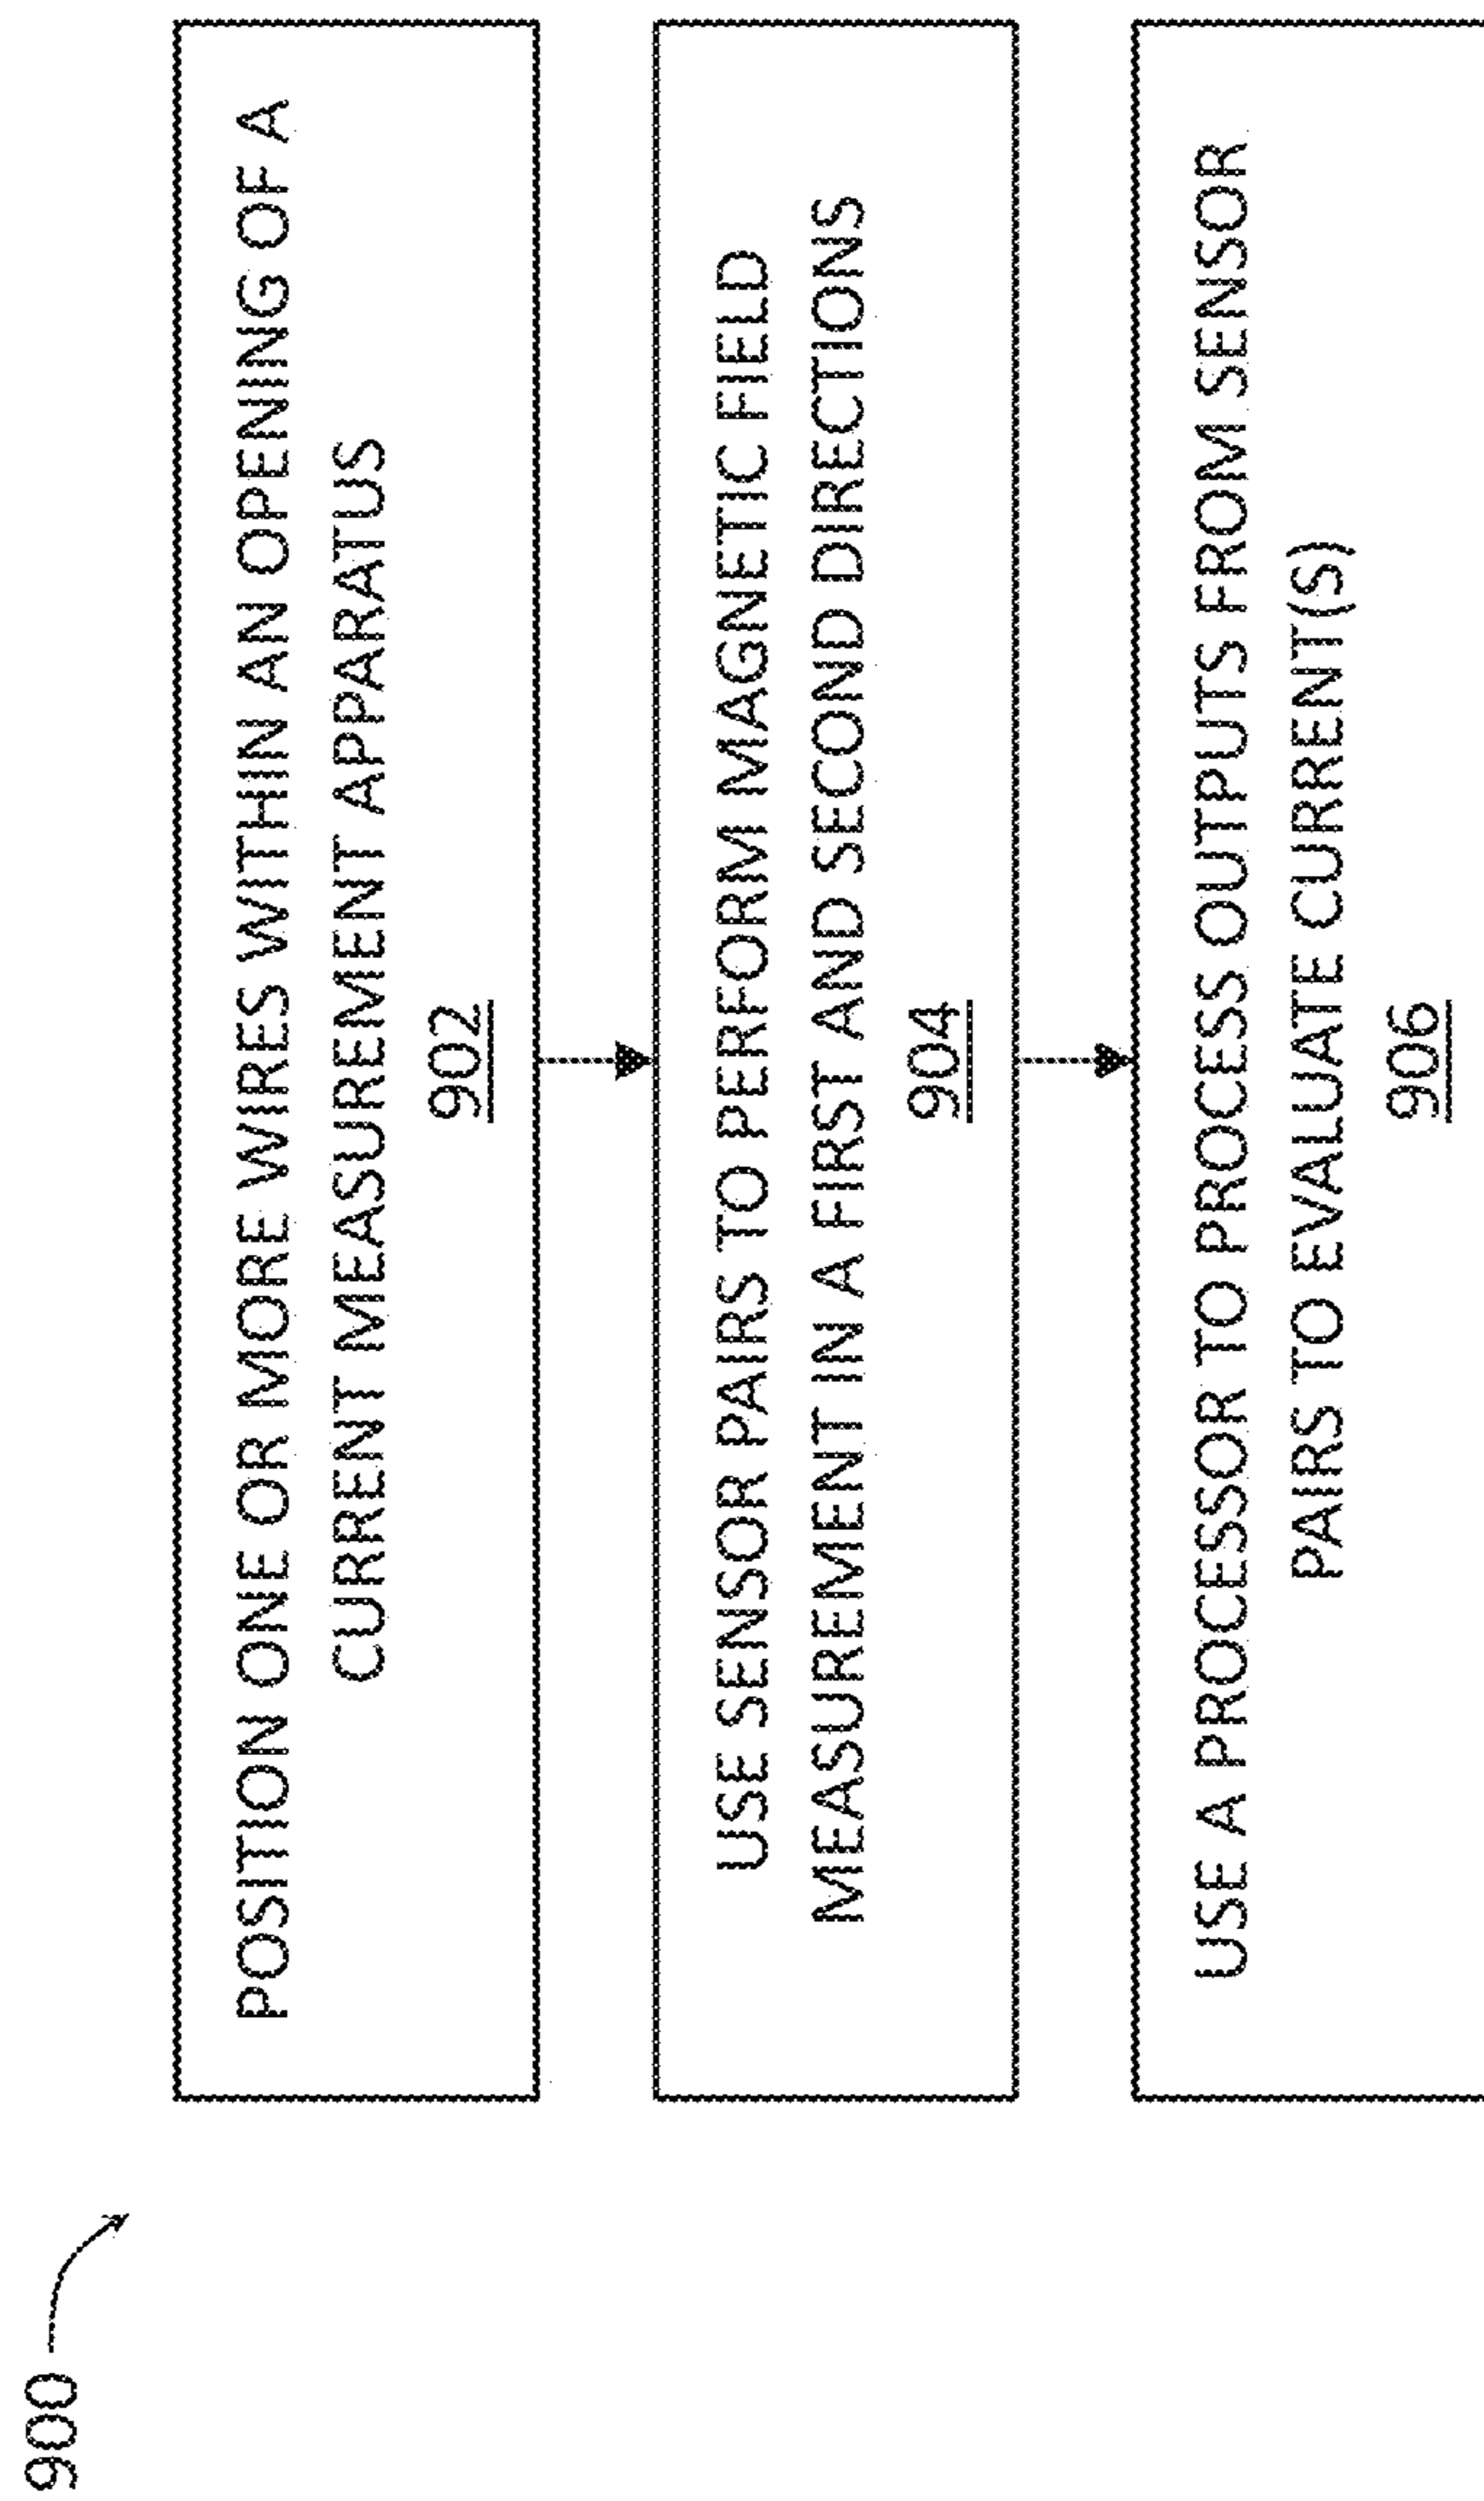 900
POSITION ONE OR MORE WIRES WITHIN AN OPENING OF A
CURRENT MEASUREMENT APPARATUS
902
USE SENSOR PAIRS TO PERFORM MAGNETIC FIELD
MEASUREMENT IN A FIRST AND SECOND DIRECTIONS
904
USE A PROCESSOR TO PROCESS OUTPUTS FROM SENSOR
PAIRS TO EVALUATE CURRENT(S)
906